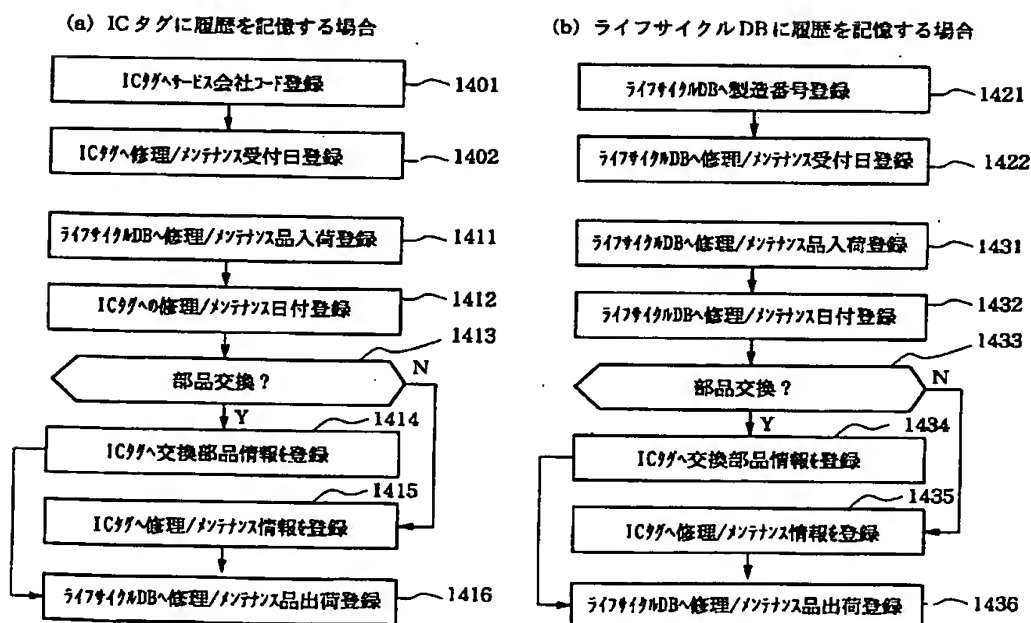 (a) ICタグに履歴を記憶する場合
ICﾀｸﾞへｻｰﾋﾞｽ会社ｺｰﾄﾞ登録
1401
ICﾀｸﾞへ修理/ﾒﾝﾃﾅﾝｽ受付日登録
1402
ﾗｲﾌｻｲｸﾙDBへ修理/ﾒﾝﾃﾅﾝｽ品入荷登録
1411
ICﾀｸﾞへの修理/ﾒﾝﾃﾅﾝｽ日付登録
1412
1413
部品交換？
N
Y
1414
ICﾀｸﾞへ交換部品情報を登録
1415
ICﾀｸﾞへ修理/ﾒﾝﾃﾅﾝｽ情報を登録
ﾗｲﾌｻｲｸﾙDBへ修理/ﾒﾝﾃﾅﾝｽ品出荷登録
1416
(b) ライフサイクルDBに履歴を記憶する場合
ﾗｲﾌｻｲｸﾙDBへ製造番号登録
1421
ﾗｲﾌｻｲｸﾙDBへ修理/ﾒﾝﾃﾅﾝｽ受付日登録
1422
ﾗｲﾌｻｲｸﾙDBへ修理/ﾒﾝﾃﾅﾝｽ品入荷登録
1431
ﾗｲﾌｻｲｸﾙDBへ修理/ﾒﾝﾃﾅﾝｽ日付登録
1432
1433
部品交換？
N
Y
1434
ICﾀｸﾞへ交換部品情報を登録
1435
ICﾀｸﾞへ修理/ﾒﾝﾃﾅﾝｽ情報を登録
ﾗｲﾌｻｲｸﾙDBへ修理/ﾒﾝﾃﾅﾝｽ品出荷登録
1436